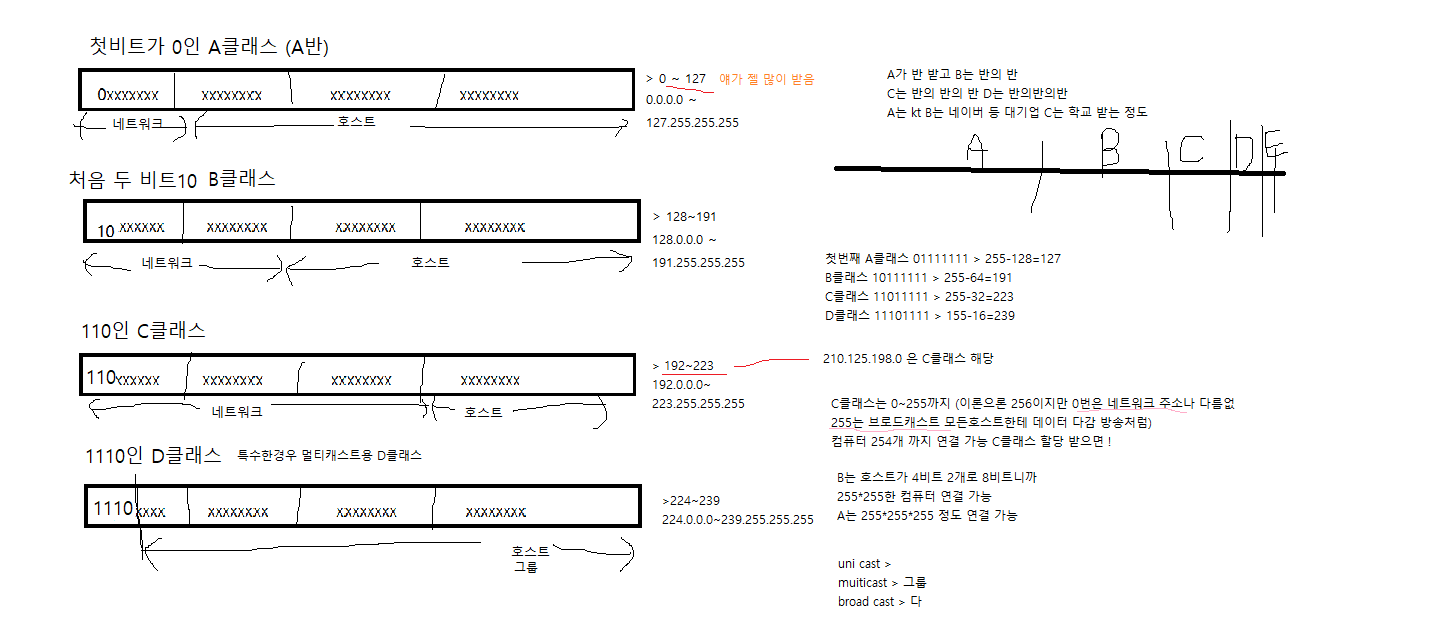 첫비트가 0인 A클래스 (A반)
0xxxxxxx xxxxxxxx xxxxxxxx xxxxxxxx
네트워크 호스트
> 0 ~ 127 얘가 젤 많이 받음
0.0.0.0 ~
127.255.255.255
처음 두 비트10 B클래스
10 xxxxxx xxxxxxxx xxxxxxxx xxxxxxxx
네트워크 호스트
> 128~191
128.0.0.0 ~
191.255.255.255
110인 C클래스
110xxxxxx xxxxxxxx xxxxxxxx xxxxxxxx
네트워크 호스트
> 192~223
192.0.0.0~
223.255.255.255
1110인 D클래스 특수한경우 멀티캐스트용 D클래스
1110 xxxx xxxxxxxx xxxxxxxx xxxxxxxx
호스트
그룹
>224~239
224.0.0.0~239.255.255.255
A가 반 받고 B는 반의 반
C는 반의 반의 반 D는 반의반의반
A는 kt B는 네이버 등 대기업 C는 학교 받는 정도
A B C D E
첫번째 A클래스 01111111 > 255-128=127
B클래스 10111111 > 255-64=191
C클래스 11011111 > 255-32=223
D클래스 11101111 > 155-16=239
210.125.198.0 은 C클래스 해당
C클래스는 0~255까지 (이론으론 256이지만 0번은 네트워크 주소나 다름없
255는 브로드캐스트 모든호스트한테 데이터 다감 방송처럼)
컴퓨터 254개 까지 연결 가능 C클래스 할당 받으면 !
B는 호스트가 4비트 2개로 8비트니까
255*255한 컴퓨터 연결 가능
A는 255*255*255 정도 연결 가능
uni cast >
muiticast > 그룹
broad cast > 다